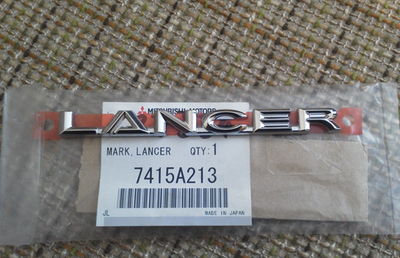 MITSUBISHI MOTORS
LANCER
MARK, LANCER QTY:1
7415A213
JL MADE IN JAPAN